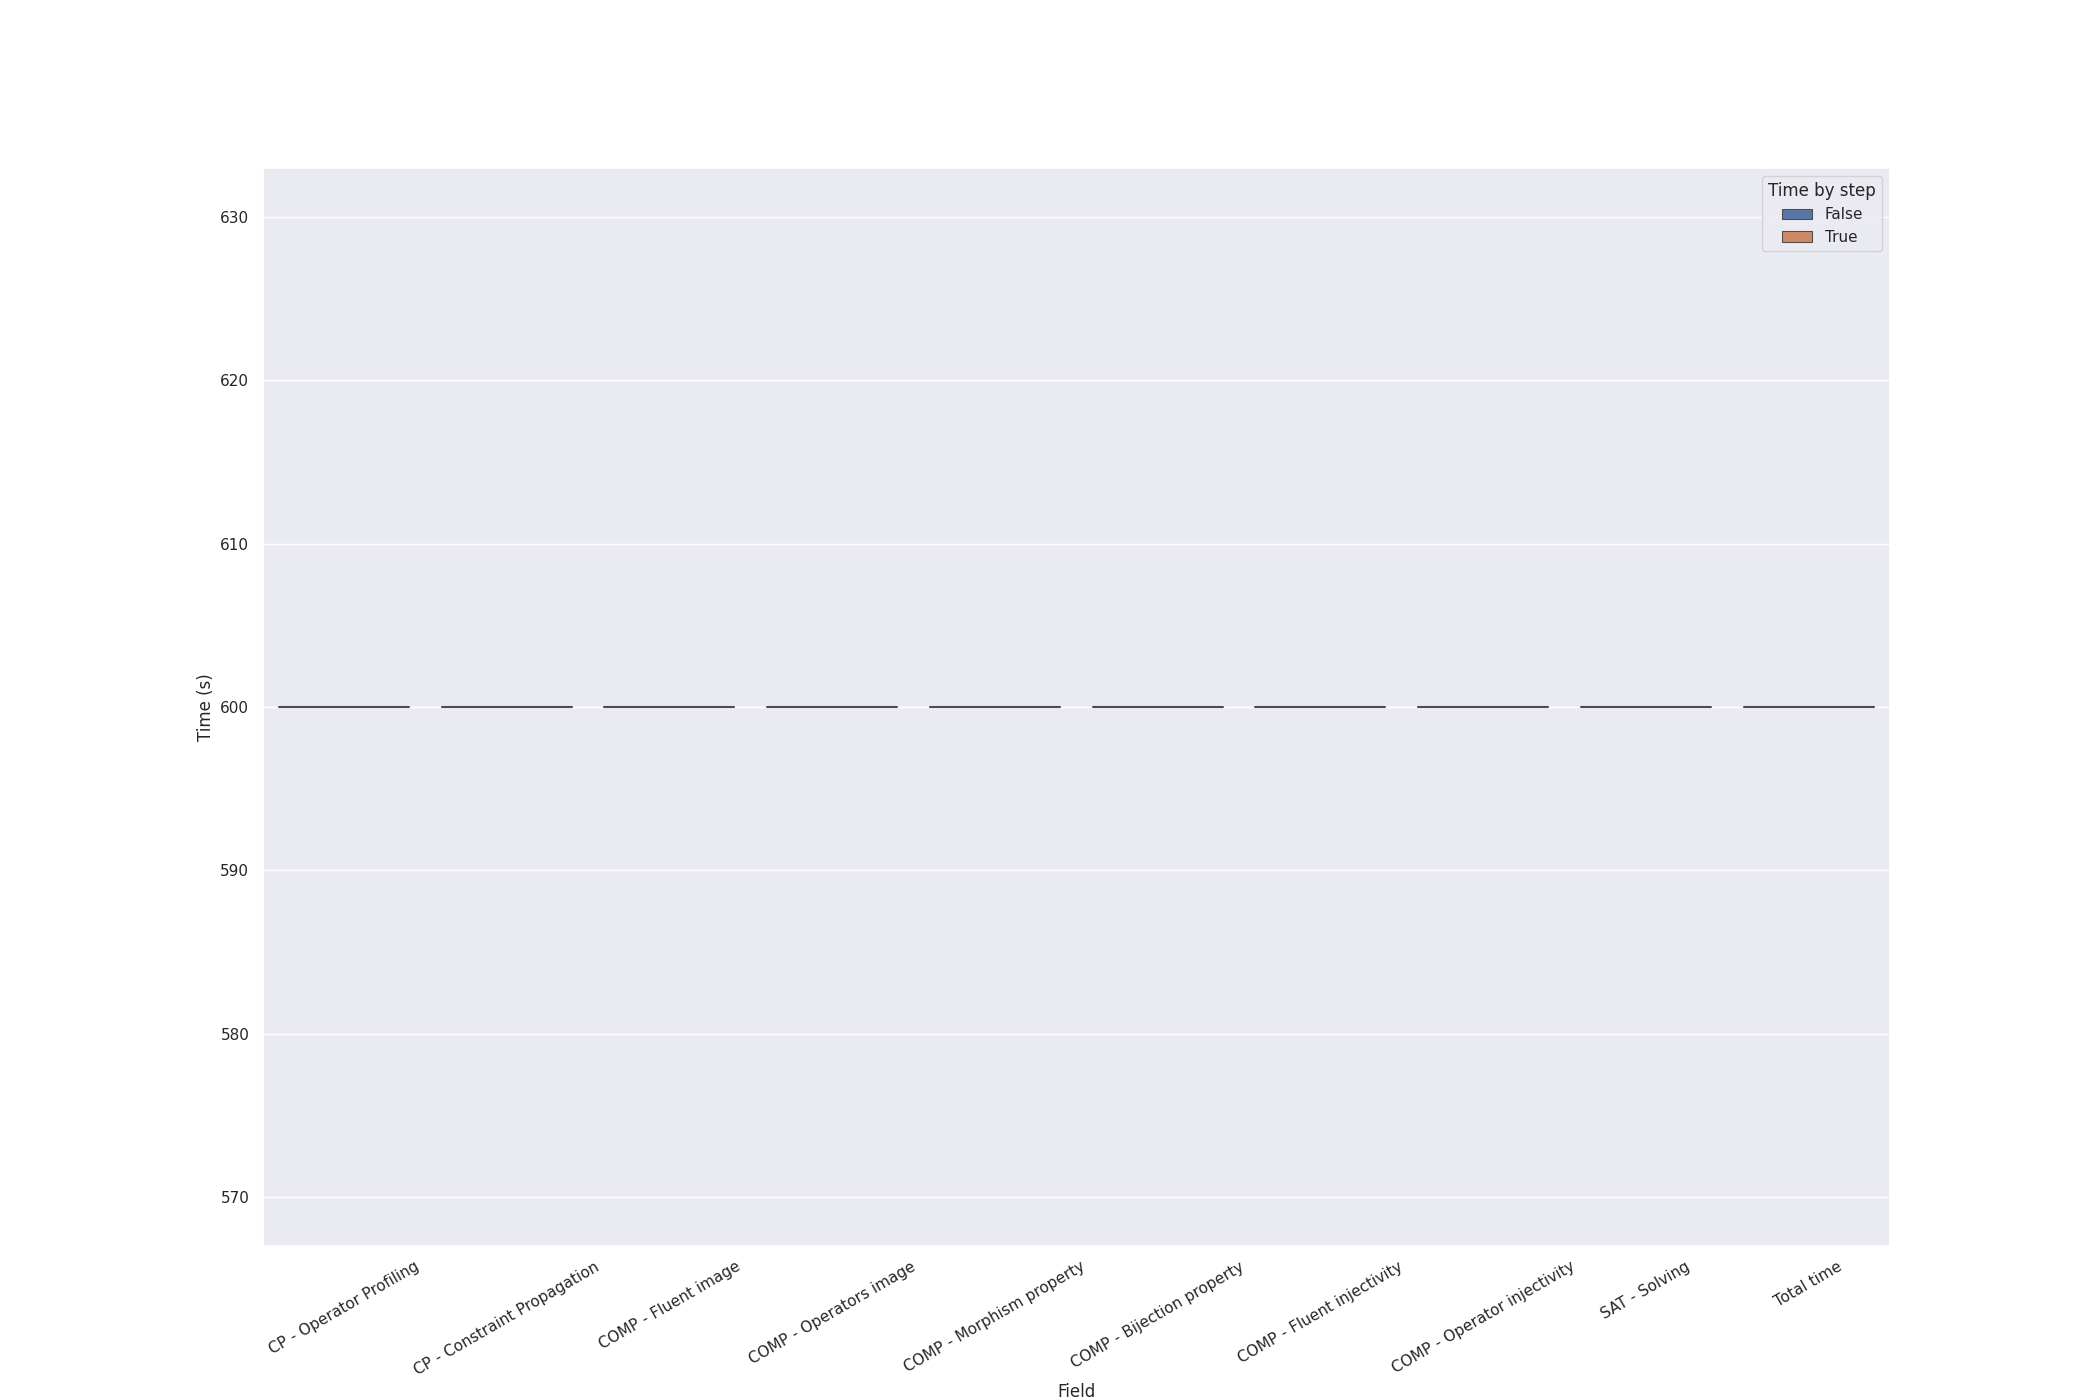 Time by step
False
True
630
620
610
600
590
580
570
Time (s)
CP - Operator Profiling
CP - Constraint Propagation
COMP - Fluent image
COMP - Operators image
COMP - Morphism property
COMP - Bijection property
COMP - Fluent injectivity
COMP - Operator injectivity
SAT - Solving
Total time
Field